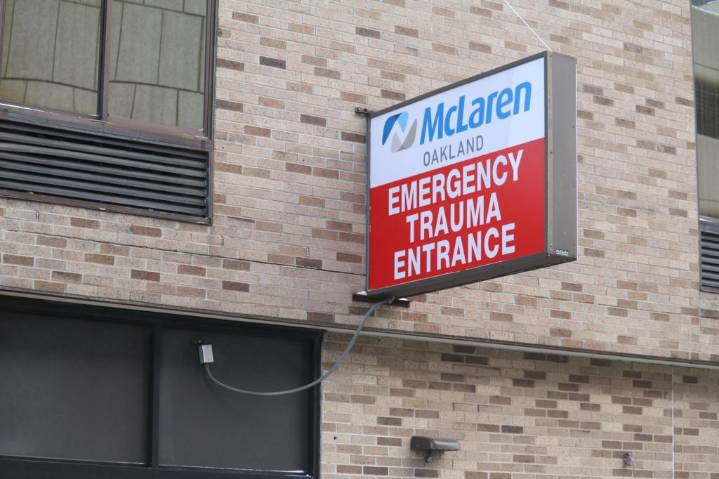 McLaren
OAKLAND
EMERGENCY
TRAUMA
ENTRANCE